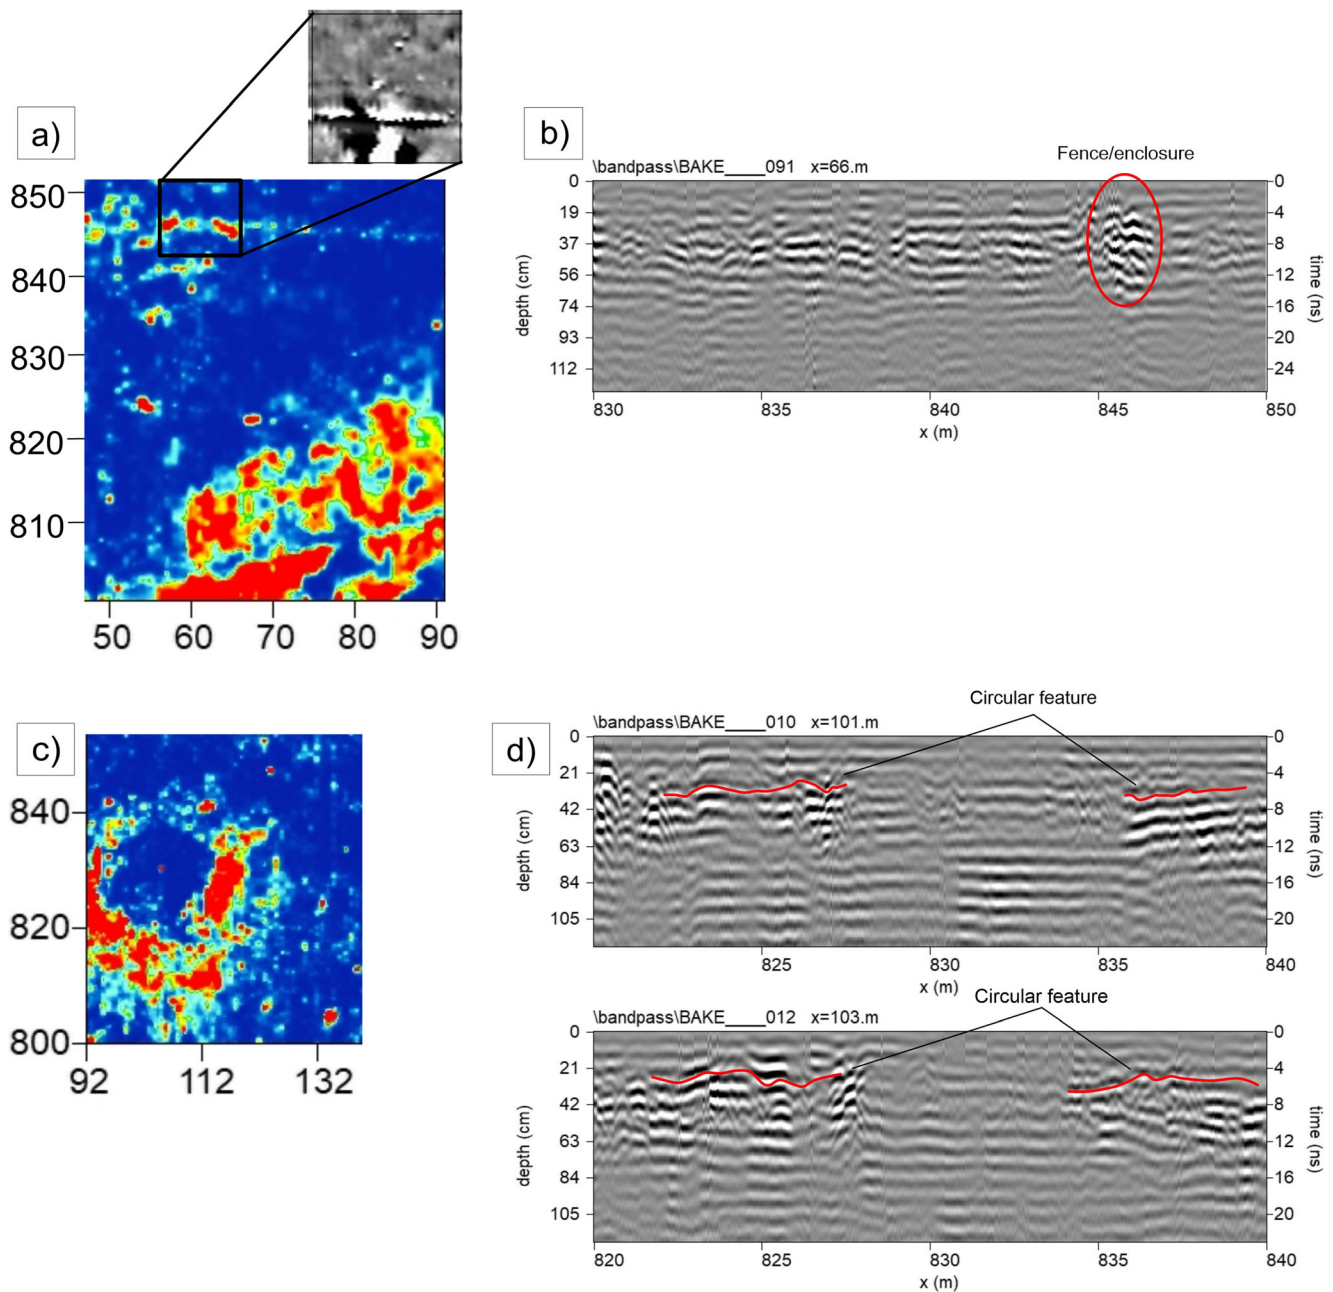 a)
850
840
830
820
810
50 60 70 80 90
b)
Fence/enclosure
\bandpass\BAKE____091 x=66.m
0
19
37
56
74
93
112
depth (cm)
0
4
8
12
16
20
24
time (ns)
830 835 840 845 850
x (m)
c)
840
820
800
92 112 132
d)
Circular feature
\bandpass\BAKE____010 x=101.m
0
21
42
63
84
105
depth (cm)
0
4
8
12
16
20
time (ns)
825 830 835 840
x (m)
Circular feature
\bandpass\BAKE____012 x=103.m
0
21
42
63
84
105
depth (cm)
0
4
8
12
16
20
time (ns)
820 825 830 835 840
x (m)